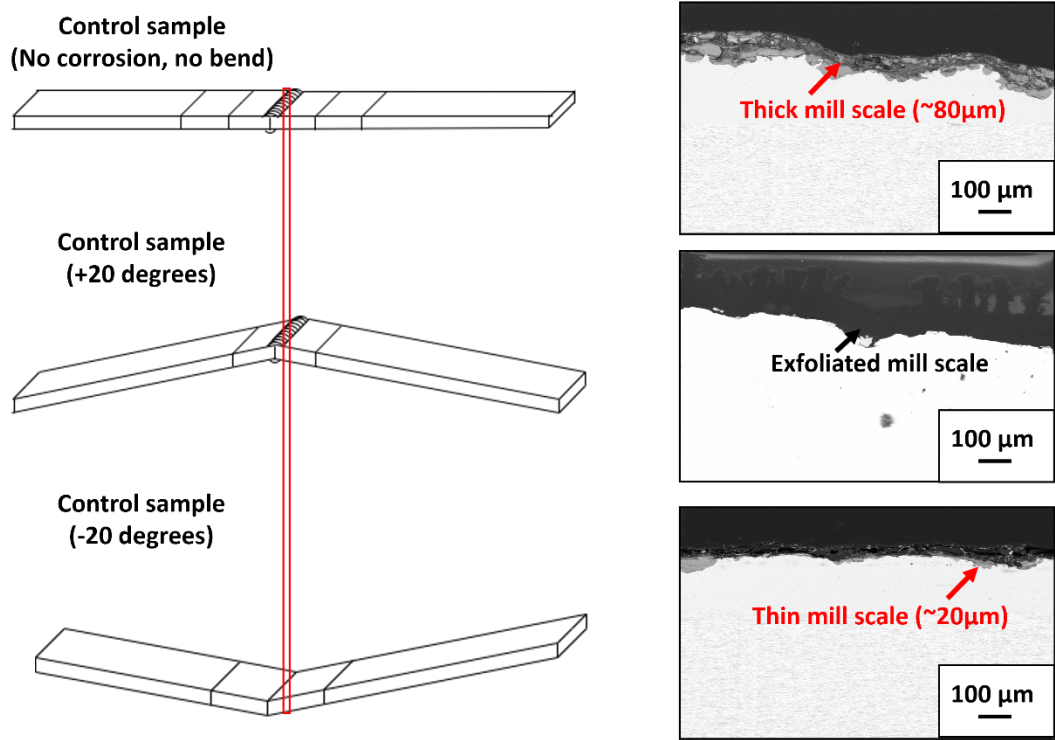 Control sample
(No corrosion, no bend)
Thick mill scale (~80µm)
100 µm
Control sample
(+20 degrees)
Exfoliated mill scale
100 µm
Control sample
(-20 degrees)
Thin mill scale (~20µm)
100 µm